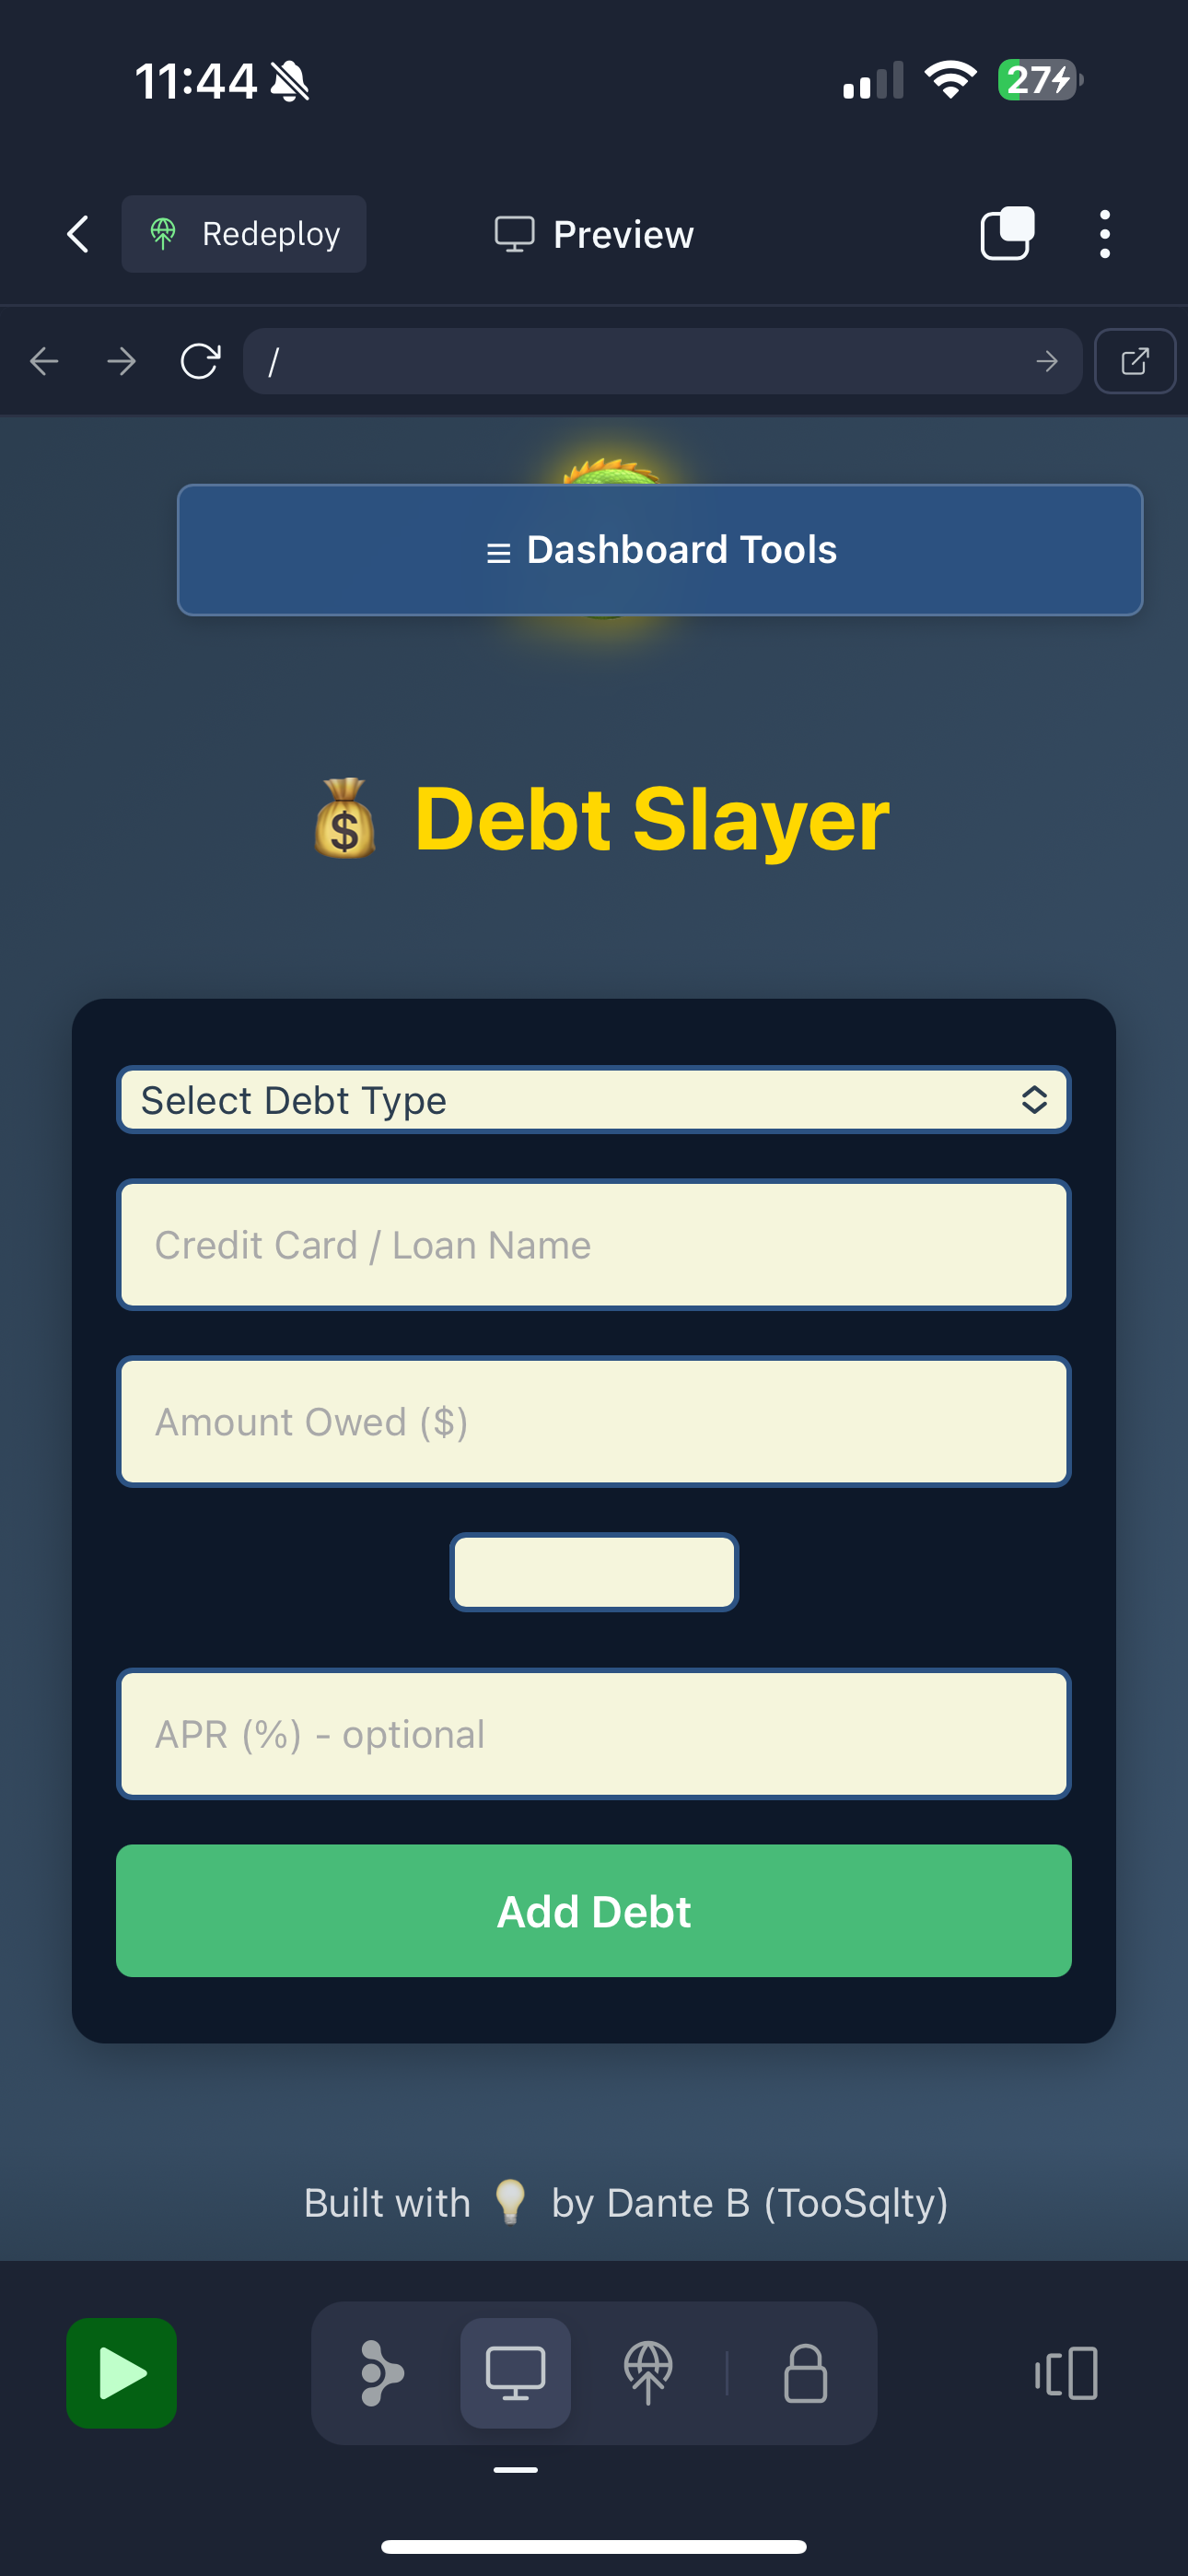 11:44
27
Redeploy
Preview
/
≡ Dashboard Tools
💰 Debt Slayer
Select Debt Type
Credit Card / Loan Name
Amount Owed ($)
APR (%) - optional
Add Debt
Built with 💡 by Dante B (TooSqlty)